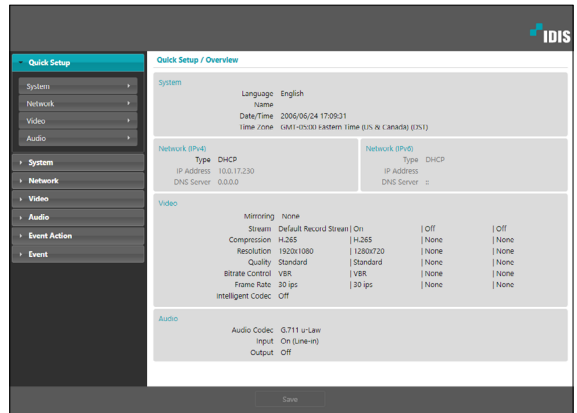 IDIS
Quick Setup
System
Network
Video
Audio
System
Network
Video
Audio
Event Action
Event
Quick Setup / Overview
System
Language English
Name
Date/Time 2006/06/24 17:09:31
Time Zone GMT-05:00 Eastern Time (US & Canada) (DST)
Network (IPv4)
Type DHCP
IP Address 10.0.17.230
DNS Server 0.0.0.0
Network (IPv6)
Type DHCP
IP Address
DNS Server ::
Video
Mirroring None
Stream Default Record Stream | On | Off | Off
Compression H.265 | H.265 | None | None
Resolution 1920x1080 | 1280x720 | None | None
Quality Standard | Standard | None | None
Bitrate Control VBR | VBR | None | None
Frame Rate 30 ips | 30 ips | None | None
Intelligent Codec Off
Audio
Audio Codec G.711 u-Law
Input On (Line-in)
Output Off
Save